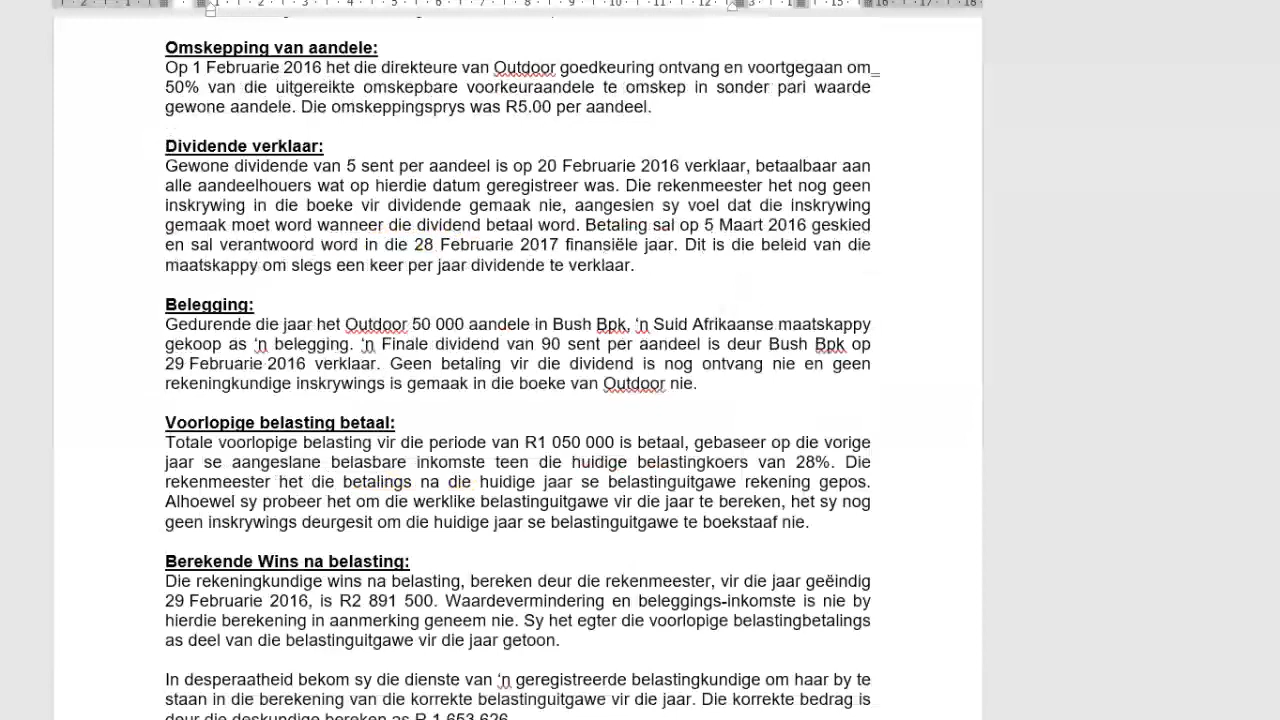 Omskepping van aandele:
Op 1 Februarie 2016 het die direkteure van Outdoor goedkeuring ontvang en voortgegaan om
50% van die uitgereikte omskepbare voorkeuraandele te omskep in sonder pari waarde
gewone aandele. Die omskeppingsprys was R5.00 per aandeel.
Dividende verklaar:
Gewone dividende van 5 sent per aandeel is op 20 Februarie 2016 verklaar, betaalbaar aan
alle aandeelhouers wat op hierdie datum geregistreer was. Die rekenmeester het nog geen
inskrywing in die boeke vir dividende gemaak nie, aangesien sy voel dat die inskrywing
gemaak moet word wanneer die dividend betaal word. Betaling sal op 5 Maart 2016 geskied
en sal verantwoord word in die 28 Februarie 2017 finansiële jaar. Dit is die beleid van die
maatskappy om slegs een keer per jaar dividende te verklaar.
Belegging:
Gedurende die jaar het Outdoor 50 000 aandele in Bush Bpk, ‘n Suid Afrikaanse maatskappy
gekoop as ‘n belegging. ‘n Finale dividend van 90 sent per aandeel is deur Bush Bpk op
29 Februarie 2016 verklaar. Geen betaling vir die dividend is nog ontvang nie en geen
rekeningkundige inskrywings is gemaak in die boeke van Outdoor nie.
Voorlopige belasting betaal:
Totale voorlopige belasting vir die periode van R1 050 000 is betaal, gebaseer op die vorige
jaar se aangeslane belasbare inkomste teen die huidige belastingkoers van 28%. Die
rekenmeester het die betalings na die huidige jaar se belastinguitgawe rekening gepos.
Alhoewel sy probeer het om die werklike belastinguitgawe vir die jaar te bereken, het sy nog
geen inskrywings deurgesit om die huidige jaar se belastinguitgawe te boekstaaf nie.
Berekende Wins na belasting:
Die rekeningkundige wins na belasting, bereken deur die rekenmeester, vir die jaar geëindig
29 Februarie 2016, is R2 891 500. Waardevermindering en beleggings-inkomste is nie by
hierdie berekening in aanmerking geneem nie. Sy het egter die voorlopige belastingbetalings
as deel van die belastinguitgawe vir die jaar getoon.
In desperaatheid bekom sy die dienste van ‘n geregistreerde belastingkundige om haar by te
staan in die berekening van die korrekte belastinguitgawe vir die jaar. Die korrekte bedrag is
deur die deskundige bereken as R 1 653 626